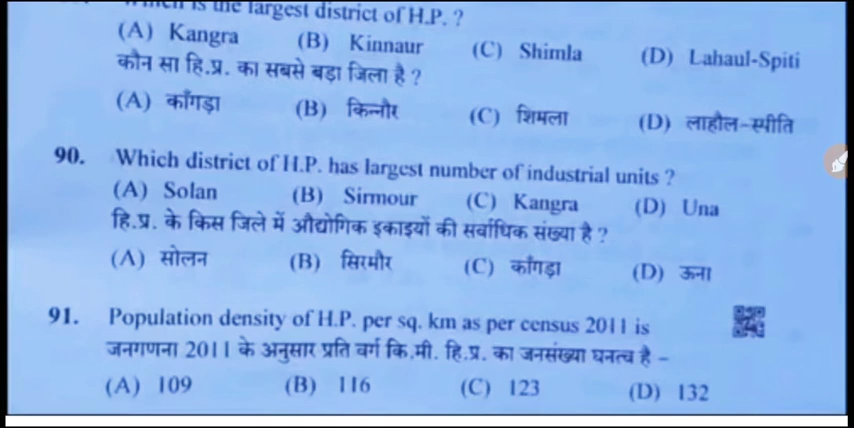 is the largest district of H.P. ?
(A) Kangra (B) Kinnaur (C) Shimla (D) Lahaul-Spiti
कौन सा हि.प्र. का सबसे बड़ा जिला है ?
(A) काँगड़ा (B) किन्नौर (C) शिमला (D) लाहौल-स्पीति
90. Which district of H.P. has largest number of industrial units ?
(A) Solan (B) Sirmour (C) Kangra (D) Una
हि.प्र. के किस जिले में औद्योगिक इकाइयों की सर्वाधिक संख्या है ?
(A) सोलन (B) सिरमौर (C) काँगड़ा (D) ऊना
91. Population density of H.P. per sq. km as per census 2011 is
जनगणना 2011 के अनुसार प्रति वर्ग कि.मी. हि.प्र. का जनसंख्या घनत्व है –
(A) 109 (B) 116 (C) 123 (D) 132